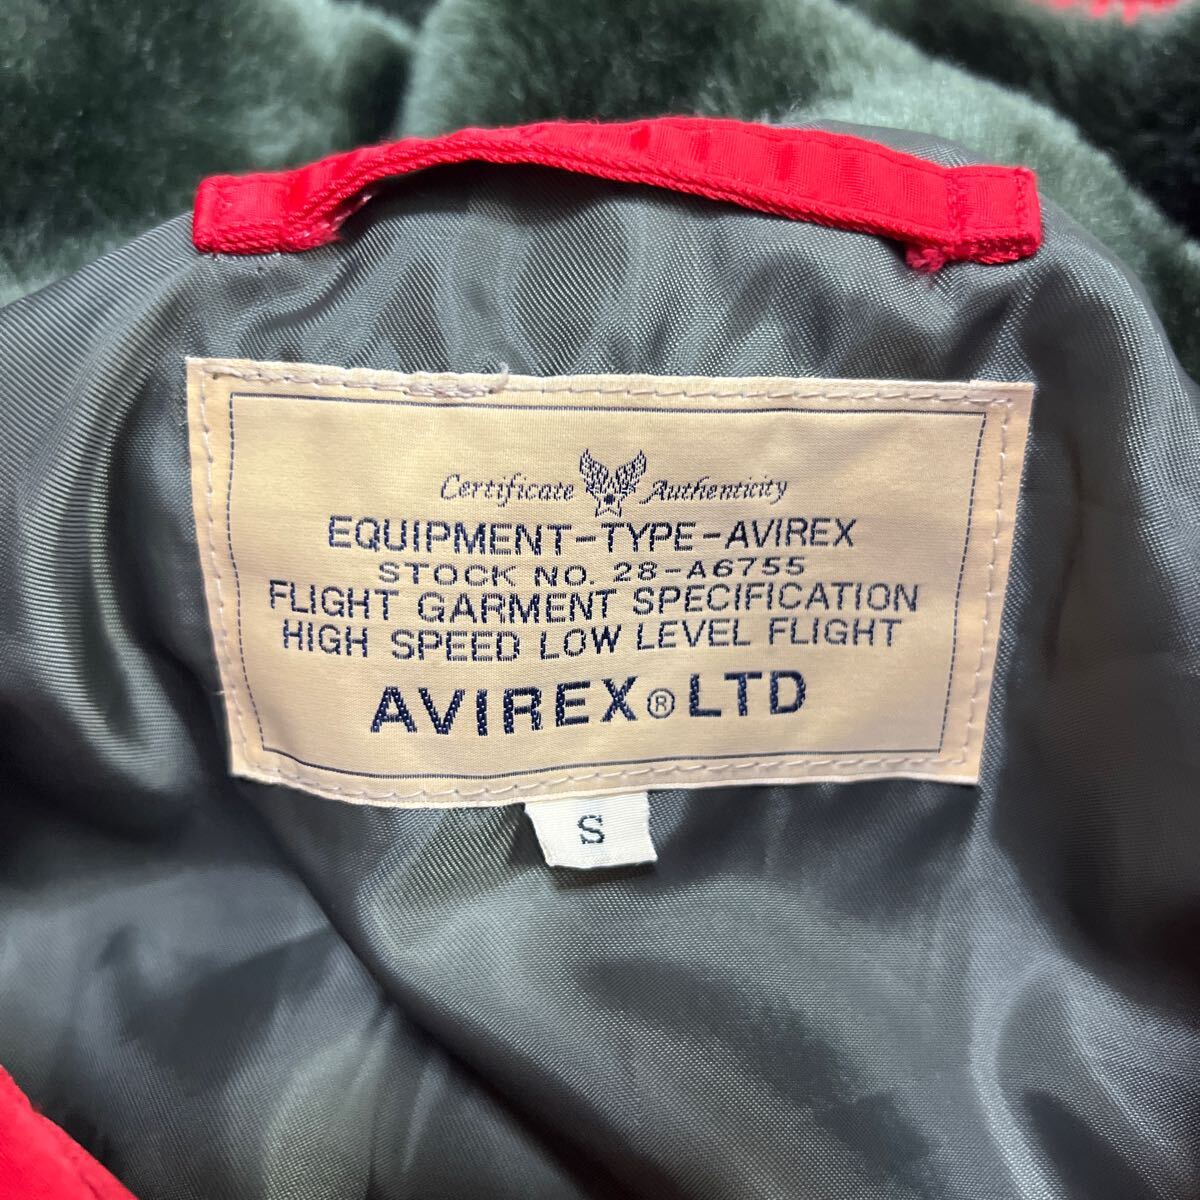 Certificate Authenticity
EQUIPMENT-TYPE-AVIREX
STOCK NO. 28-A6755
FLIGHT GARMENT SPECIFICATION
HIGH SPEED LOW LEVEL FLIGHT
AVIREX® LTD
S